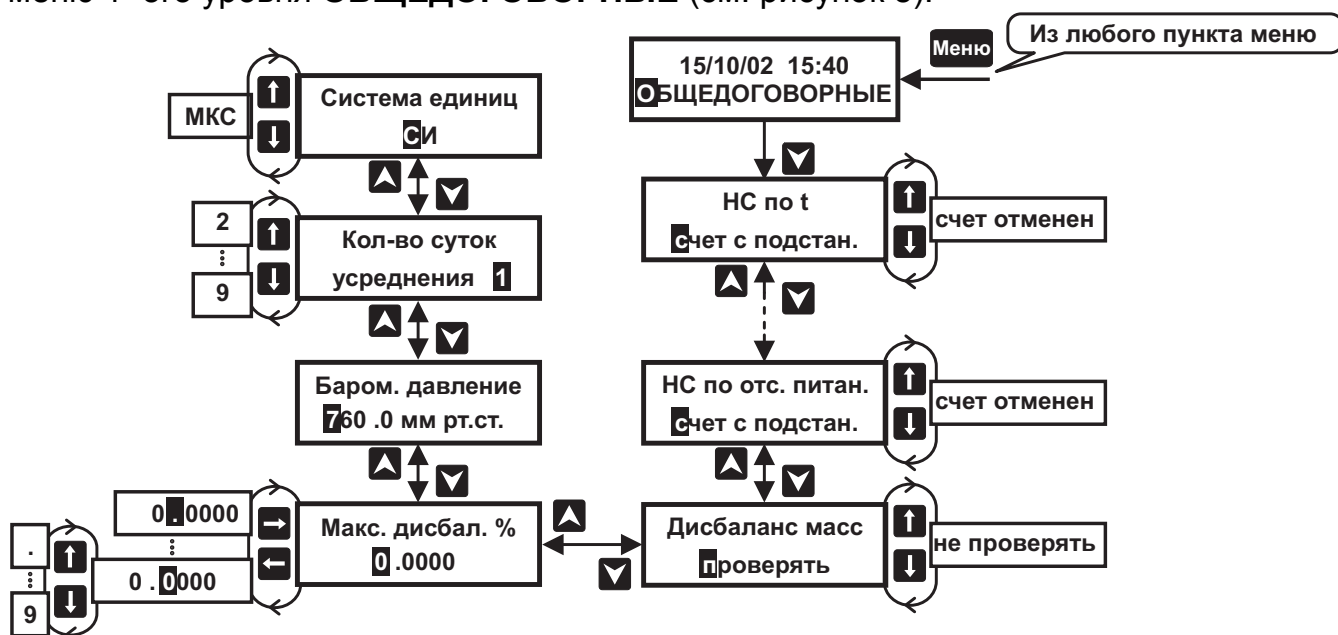 меню 1- ого уровня ОБЩЕДОГОВОРНЫЕ (см. рисунок 3).
Из любого пункта меню
Меню
15/10/02 15:40
ОБЩЕДОГОВОРНЫЕ
Система единиц
СИ
МКС
НС по t
счет с подстан.
счет отменен
Кол-во суток
усреднения 1
2
9
Баром. давление
760 .0 мм рт.ст.
НС по отс. питан.
счет с подстан.
счет отменен
Макс. дисбал. %
0 .0000
0 . 0000
0 . 0000
.
9
Дисбаланс масс
проверять
не проверять